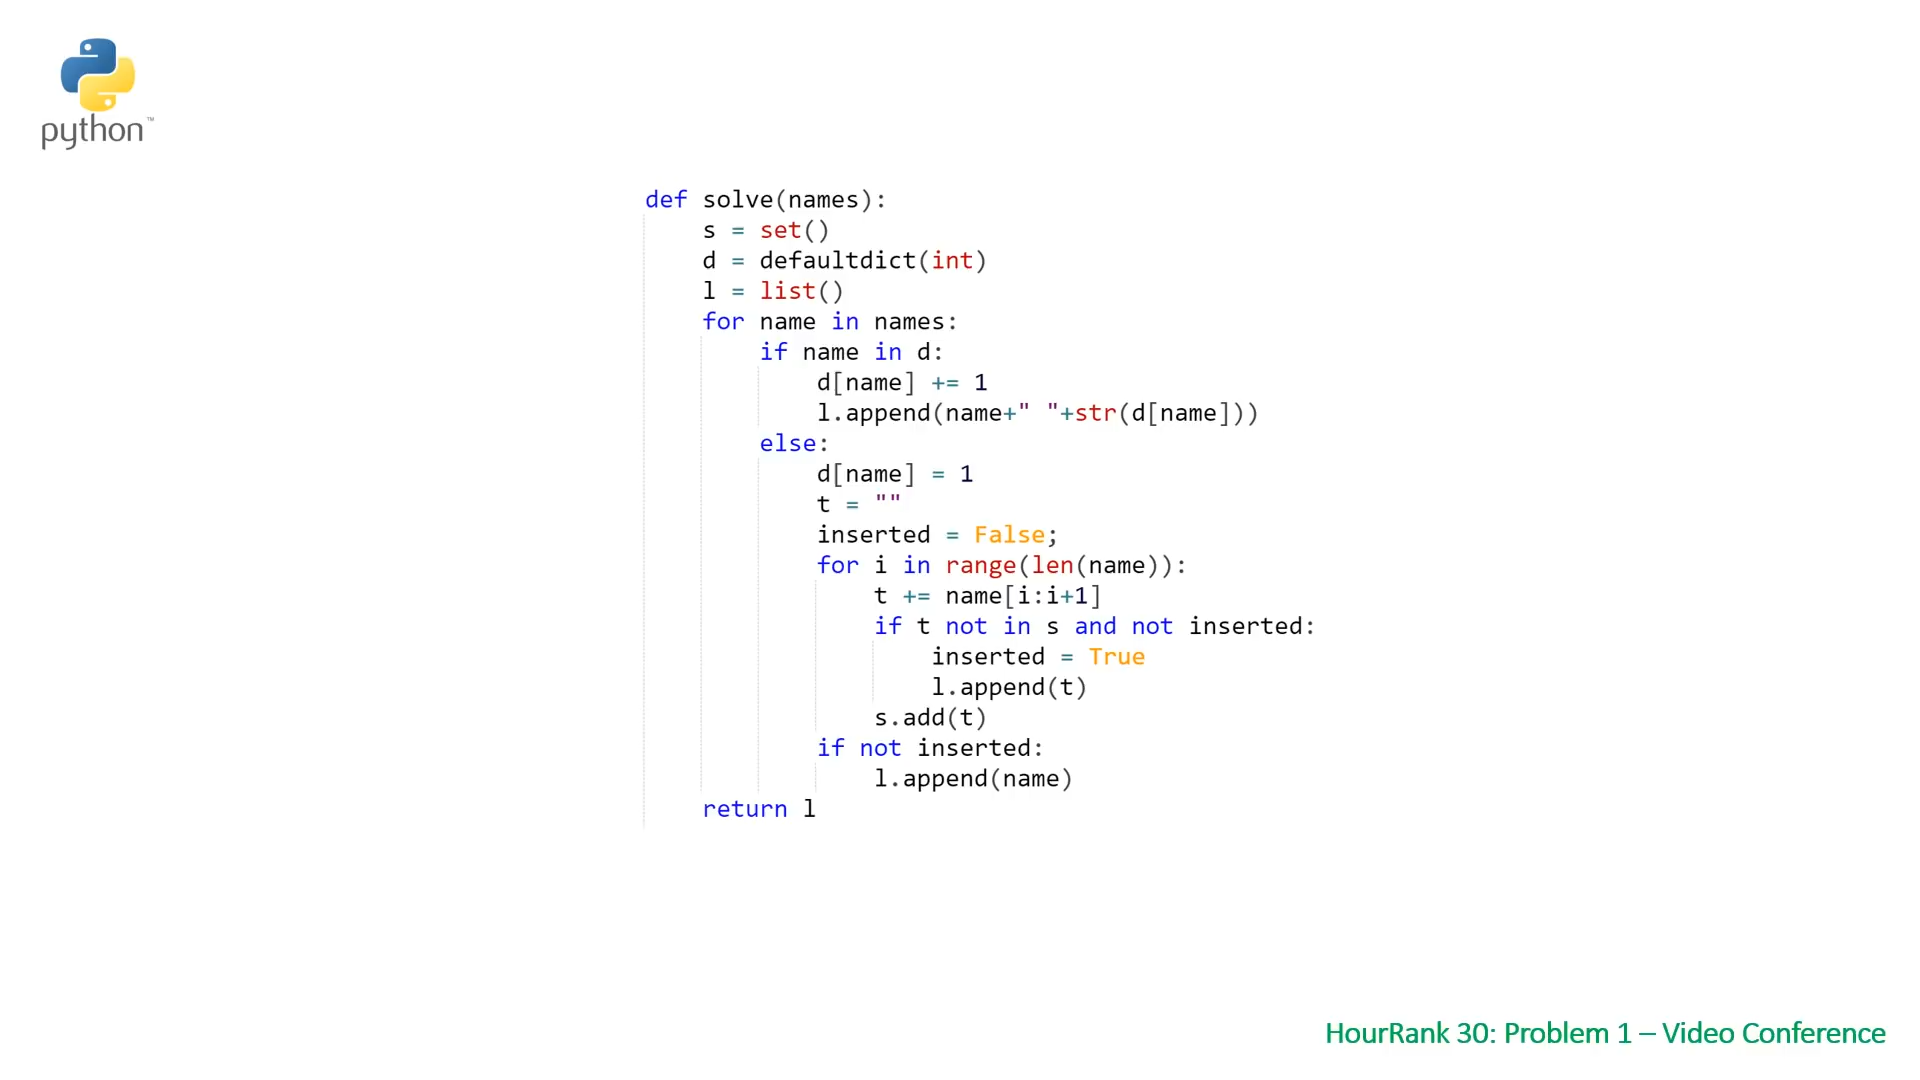 python™
def solve(names):
    s = set()
    d = defaultdict(int)
    l = list()
    for name in names:
        if name in d:
            d[name] += 1
            l.append(name+" "+str(d[name]))
        else:
            d[name] = 1
            t = ""
            inserted = False;
            for i in range(len(name)):
                t += name[i:i+1]
                if t not in s and not inserted:
                    inserted = True
                    l.append(t)
                s.add(t)
            if not inserted:
                l.append(name)
    return l
HourRank 30: Problem 1 – Video Conference